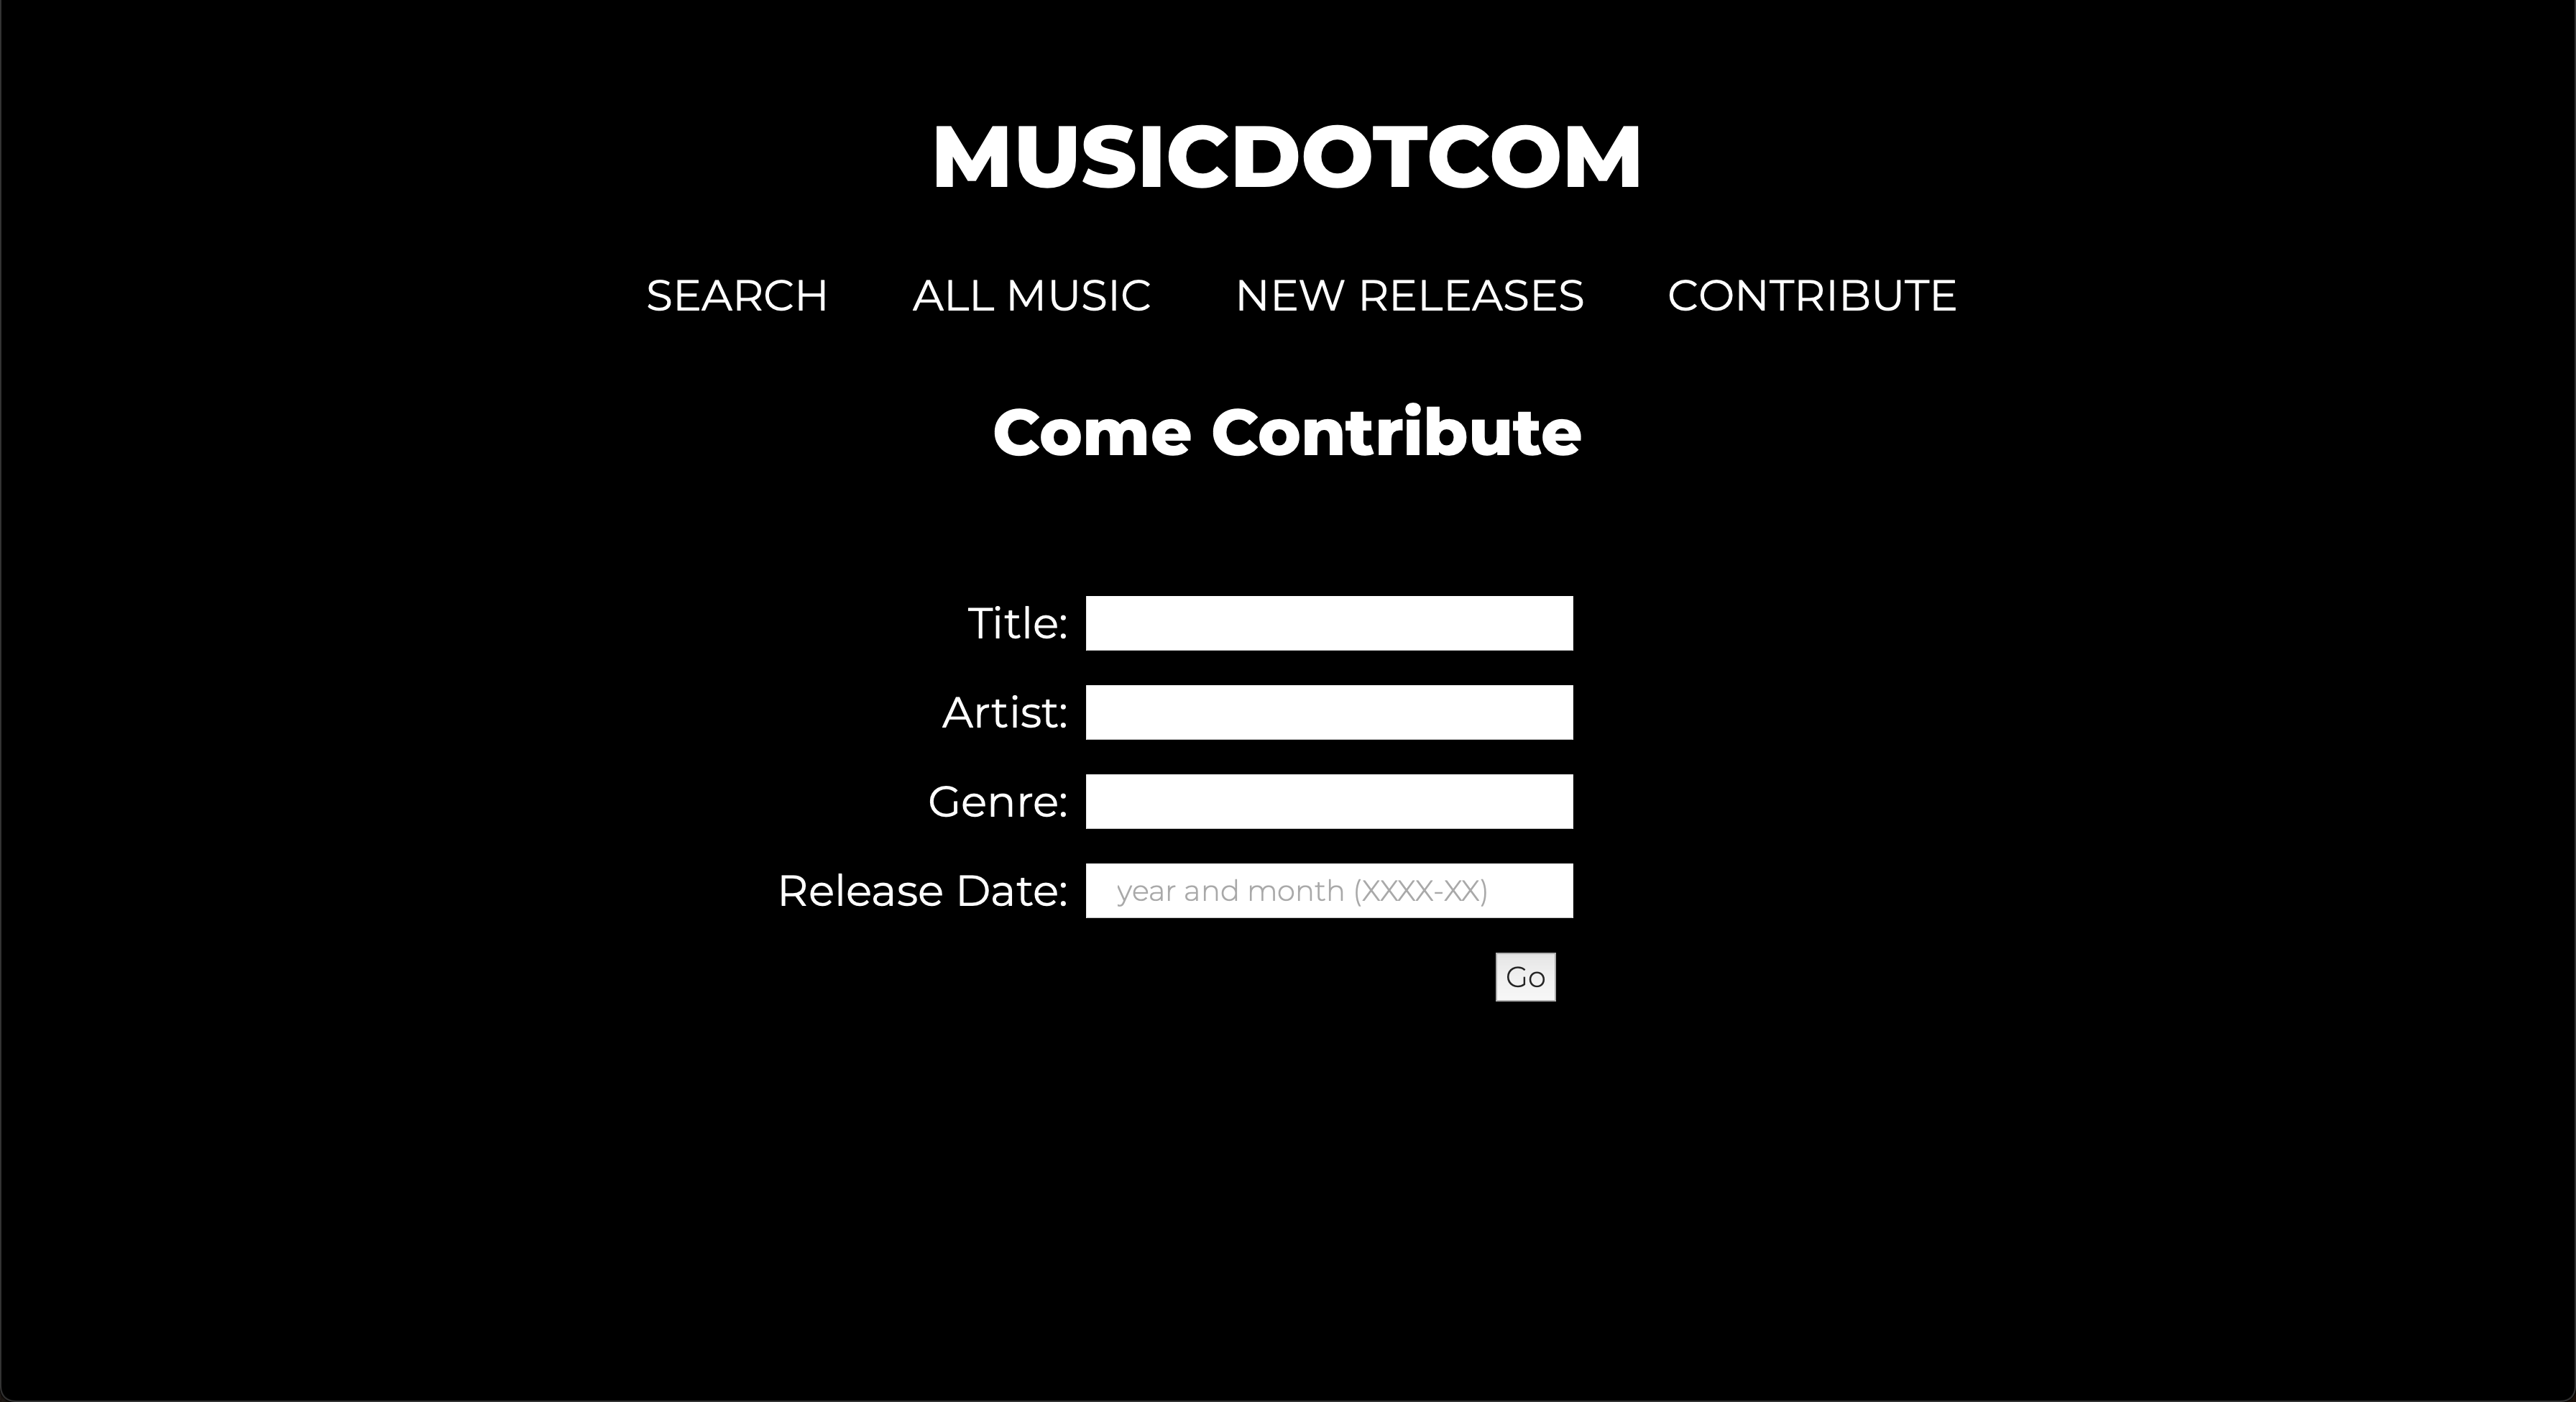 MUSICDOTCOM
SEARCH ALL MUSIC NEW RELEASES CONTRIBUTE
Come Contribute
Title:
Artist:
Genre:
Release Date: year and month (XXXX-XX)
Go